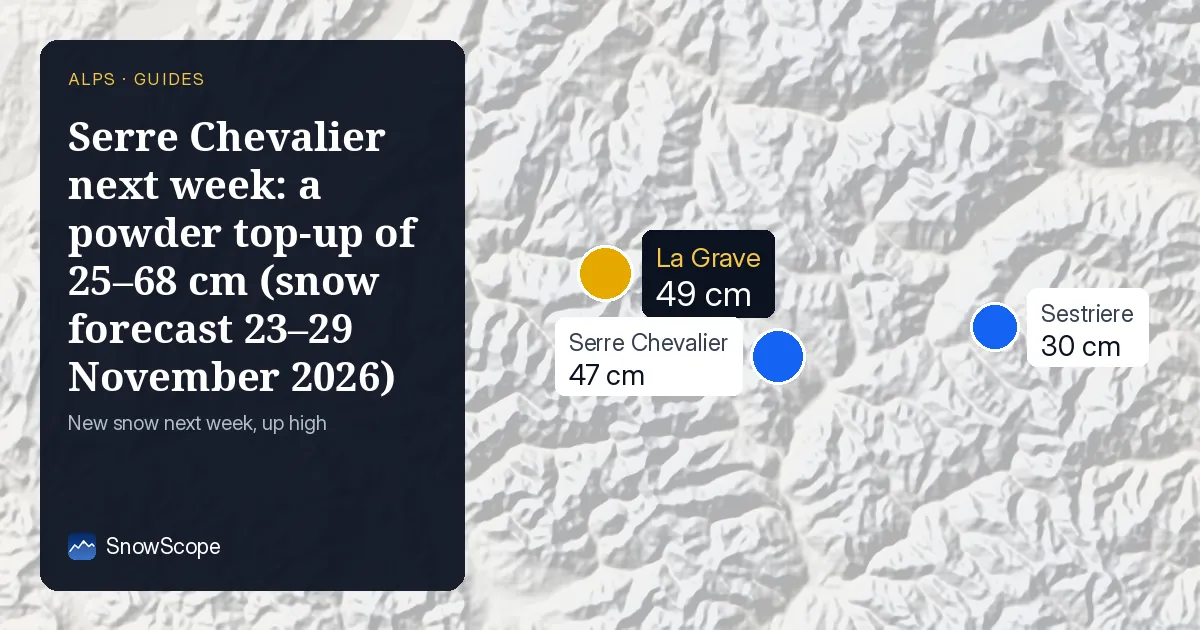 ALPS · GUIDES
Serre Chevalier
next week: a
powder top-up of
25–68 cm (snow
forecast 23–29
November 2026)
New snow next week, up high
SnowScope
La Grave
49 cm
Serre Chevalier
47 cm
Sestriere
30 cm